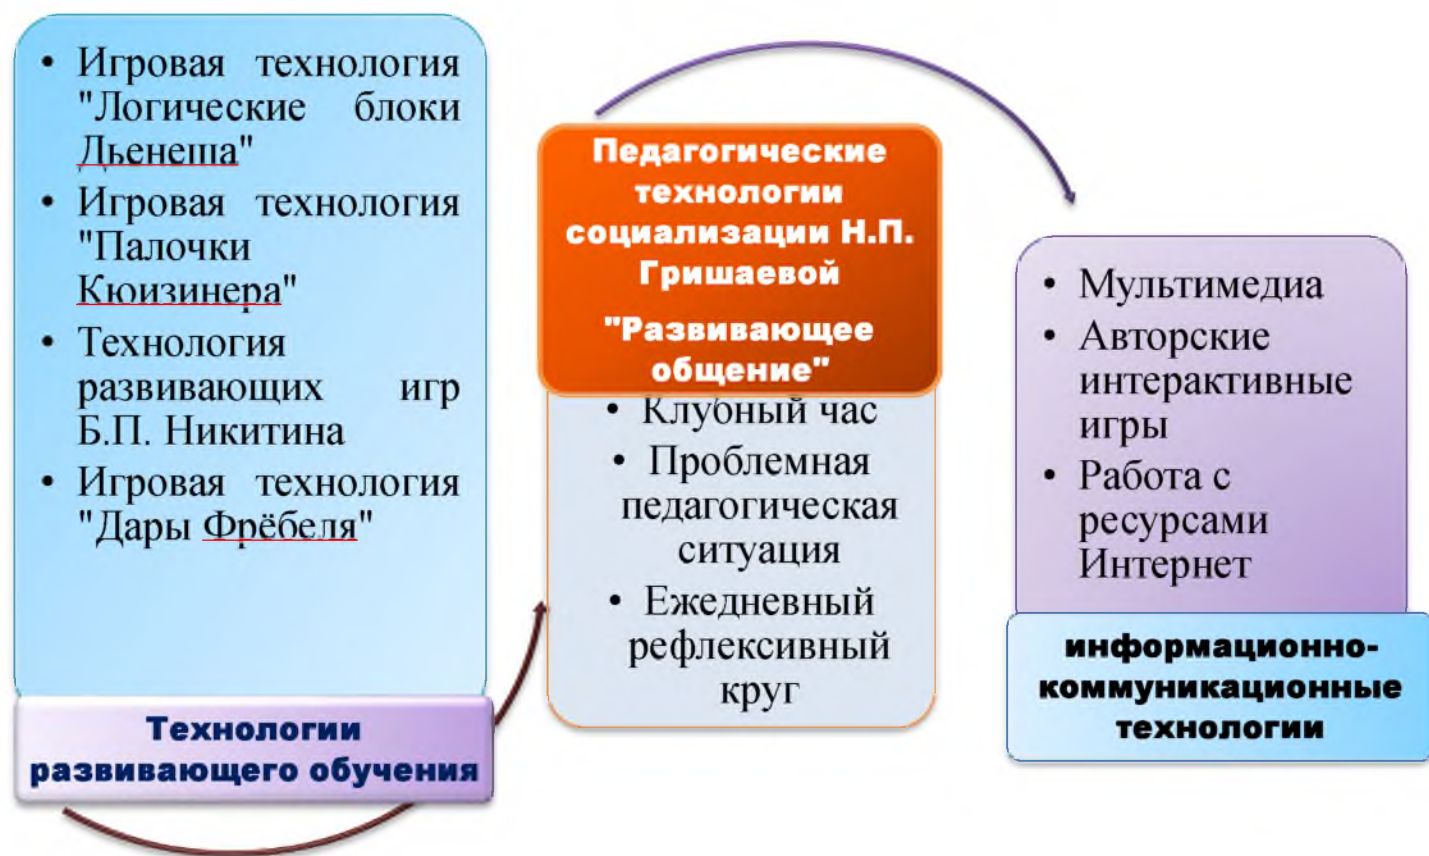 • Игровая технология
"Логические блоки
Дьенеша"
• Игровая технология
"Палочки
Кюизинера"
• Технология
развивающих игр
Б.П. Никитина
• Игровая технология
"Дары Фрёбеля"
Технологии
развивающего обучения
Педагогические
технологии
социализации Н.П.
Гришаевой
"Развивающее
общение"
• Клубный час
• Проблемная
педагогическая
ситуация
• Ежедневный
рефлексивный
круг
• Мультимедиа
• Авторские
интерактивные
игры
• Работа с
ресурсами
Интернет
информационно-
коммуникационные
технологии